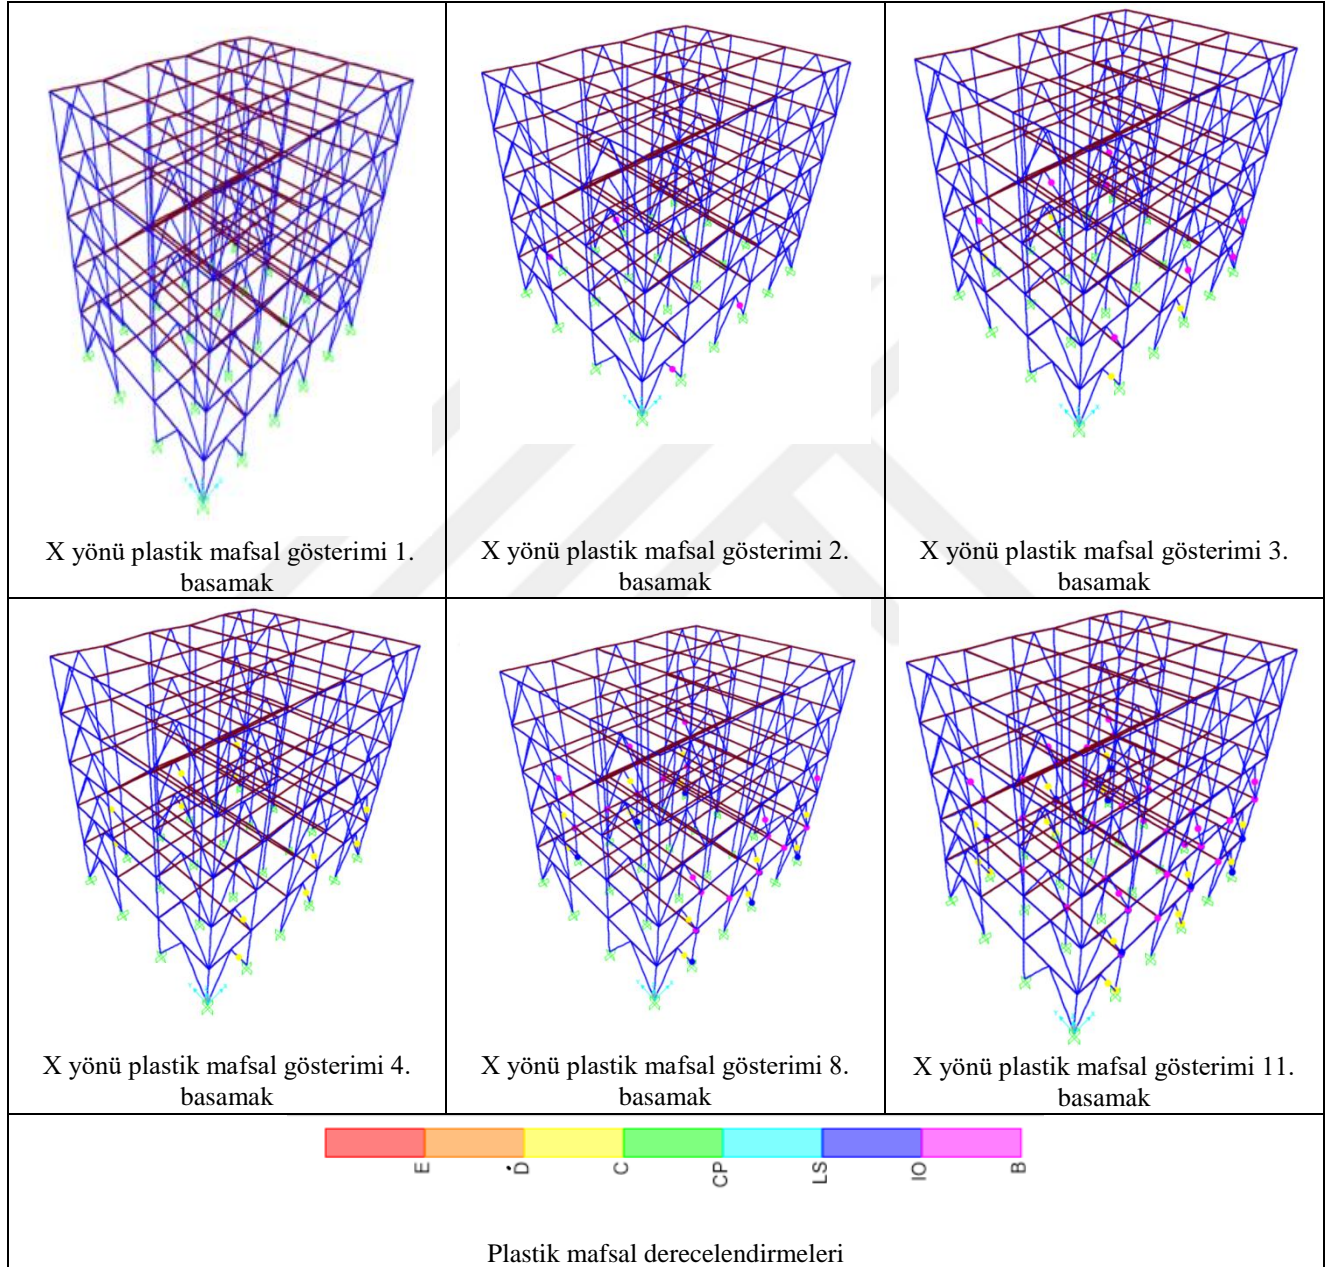 X yönü plastik mafsal gösterimi 1.
basamak
X yönü plastik mafsal gösterimi 2.
basamak
X yönü plastik mafsal gösterimi 3.
basamak
X yönü plastik mafsal gösterimi 4.
basamak
X yönü plastik mafsal gösterimi 8.
basamak
X yönü plastik mafsal gösterimi 11.
basamak
E D C CP LS IO B
Plastik mafsal derecelendirmeleri